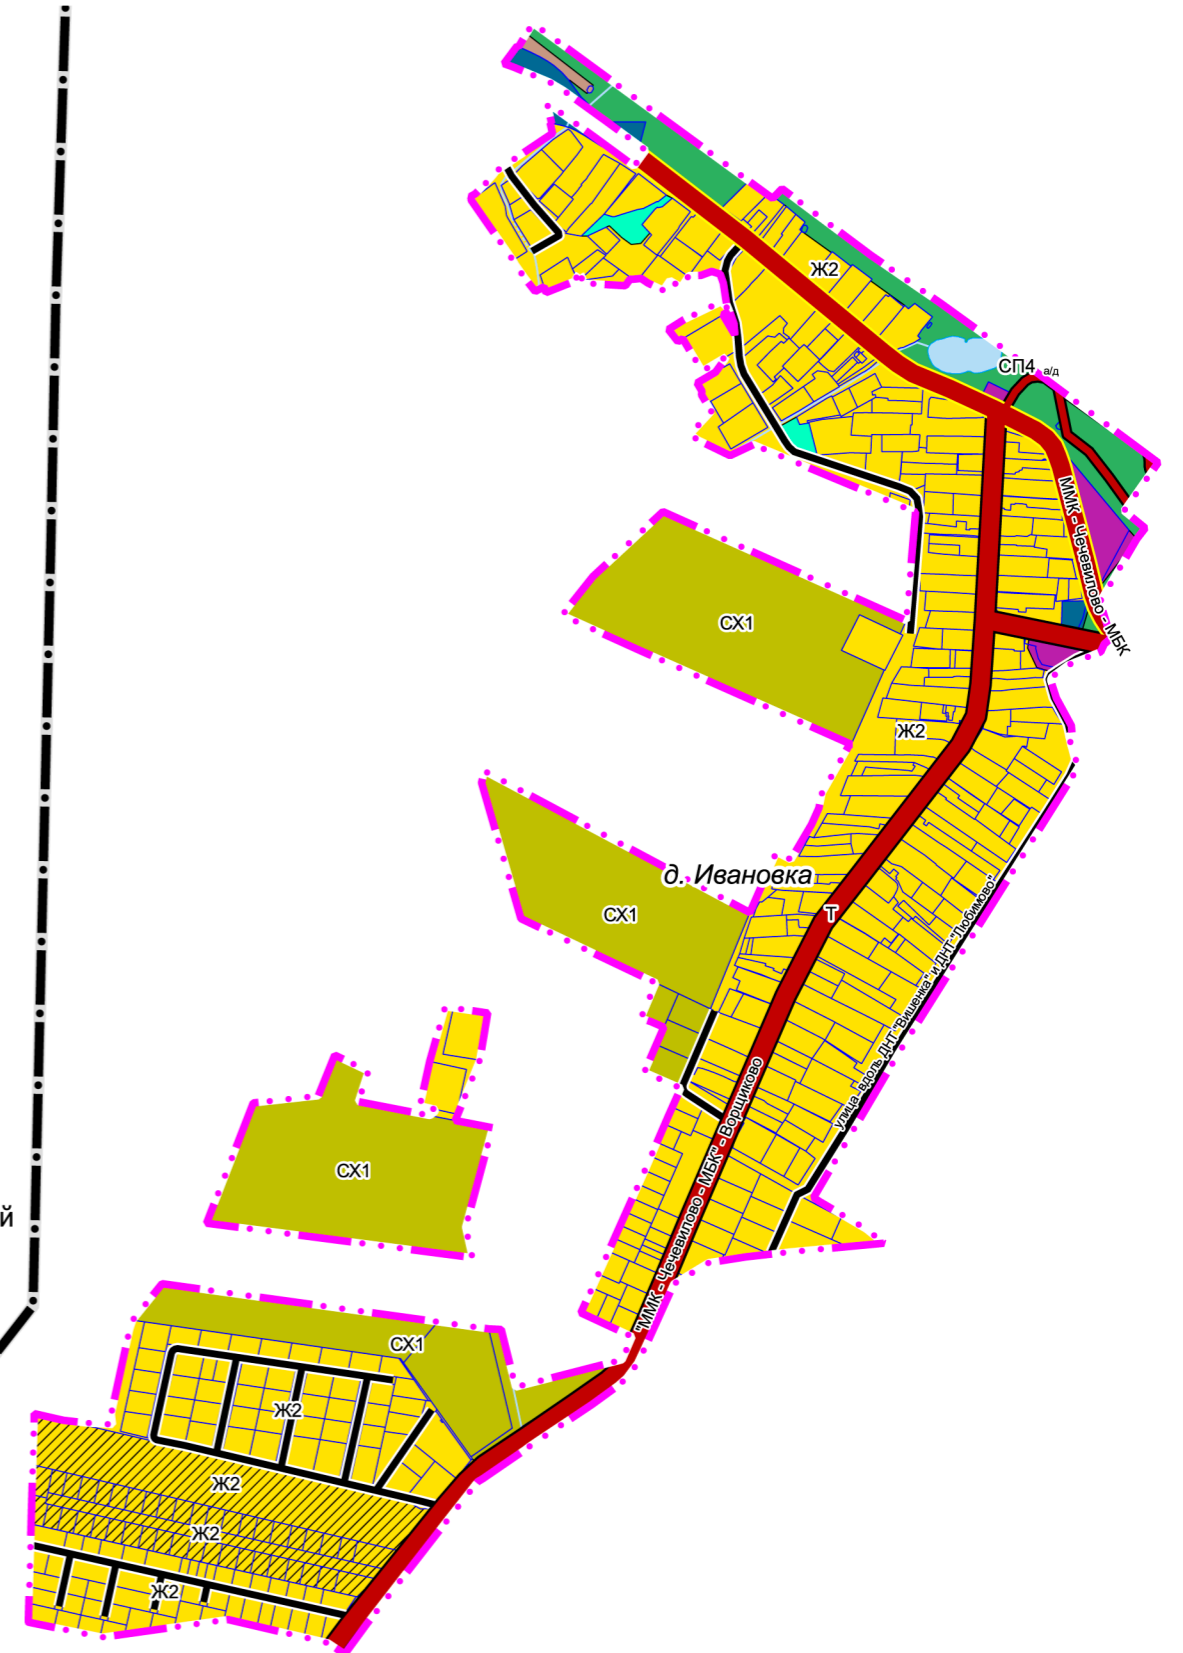 Ж2
СП4 а/д
ММК - Чечевилово - МБК
СХ1
Ж2
д. Ивановка
СХ1
Т
улица вдоль ДНТ "Вишенка" и ДНТ "Любимово"
"ММК - Чечевилово - МБК" - Ворщиково
СХ1
й
СХ1
Ж2
Ж2
Ж2
Ж2